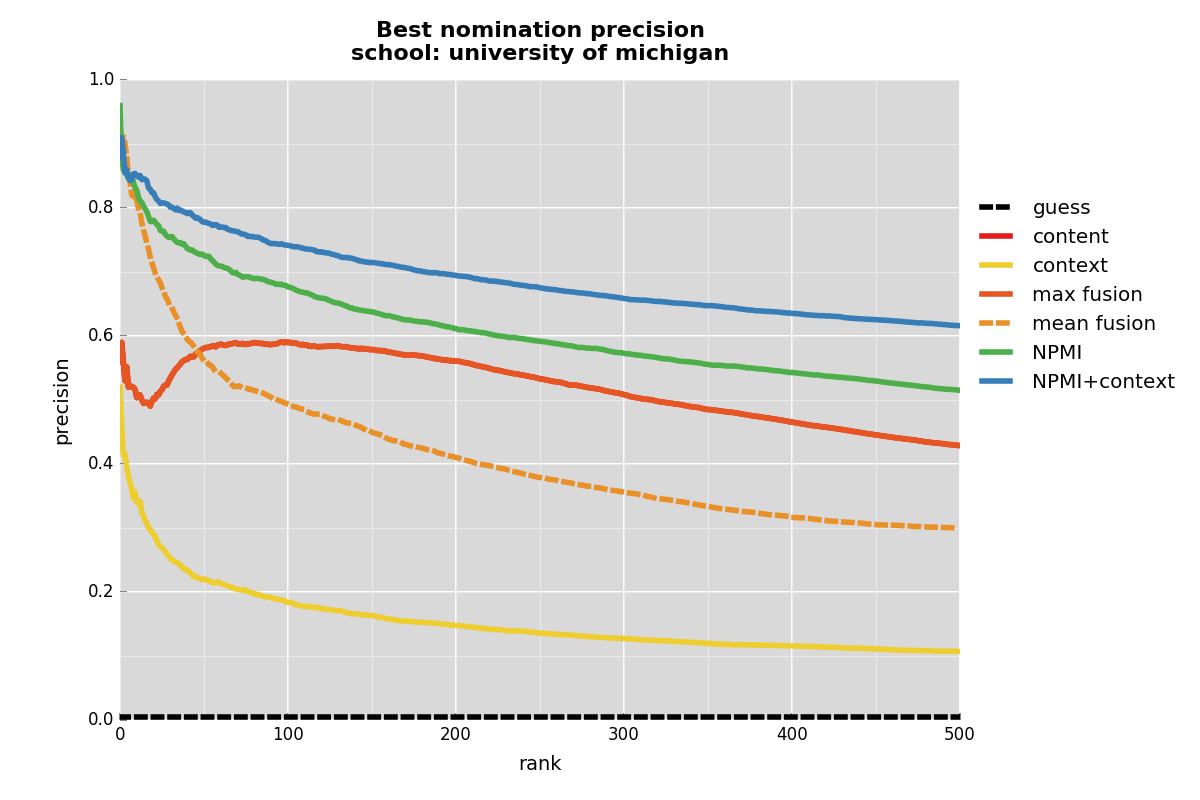 Best nomination precision
school: university of michigan
precision
1.0
0.8
0.6
0.4
0.2
0.0
0 100 200 300 400 500
rank
guess
content
context
max fusion
mean fusion
NPMI
NPMI+context